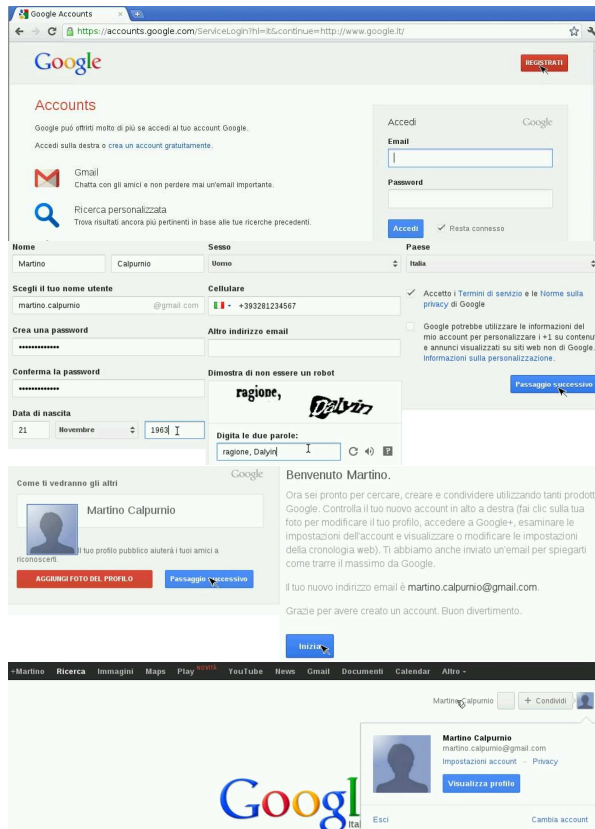 Google Accounts
https://accounts.google.com/ServiceLogin?hl=it&continue=http://www.google.it/
Google
REGISTRATI
Accounts
Google può offrirti molto di più se accedi al tuo account Google.
Accedi sulla destra o crea un account gratuitamente.
Gmail
Chatta con gli amici e non perdere mai un'email importante.
Ricerca personalizzata
Trova risultati ancora più pertinenti in base alle tue ricerche precedenti.
Accedi Google
Email
Password
Accedi Resta connesso
Nome
Martino Calpurnio
Scegli il tuo nome utente
martino.calpurnio @gmail.com
Crea una password
Conferma la password
Data di nascita
21 Novembre 1963
Sesso
Uomo
Cellulare
+393281234567
Altro indirizzo email
Dimostra di non essere un robot
ragione, Dalyin
Digita le due parole:
ragione, Dalyin
Paese
Italia
Accetto i Termini di servizio e le Norme sulla
privacy di Google
Google potrebbe utilizzare le informazioni del
mio account per personalizzare i +1 su contenut
e annunci visualizzati su siti web non di Google.
Informazioni sulla personalizzazione.
Passaggio successivo
Google
Come ti vedranno gli altri
Martino Calpurnio
Il tuo profilo pubblico aiuterà i tuoi amici a
riconoscerti.
AGGIUNGI FOTO DEL PROFILO Passaggio successivo
Benvenuto Martino.
Ora sei pronto per cercare, creare e condividere utilizzando tanti prodott
Google. Controlla il tuo nuovo account in alto a destra (fai clic sulla tua
foto per modificare il tuo profilo, accedere a Google+, esaminare le
impostazioni dell'account e visualizzare o modificare le impostazioni
della cronologia web). Ti abbiamo anche inviato un'email per spiegarti
come trarre il massimo da Google.
Il tuo nuovo indirizzo email è martino.calpurnio@gmail.com.
Grazie per avere creato un account. Buon divertimento.
Inizia
+Martino Ricerca Immagini Maps Play NOVITÀ YouTube News Gmail Documenti Calendar Altro
Martino Calpurnio + Condividi
Martino Calpurnio
martino.calpurnio@gmail.com
Impostazioni account – Privacy
Visualizza profilo
Googl
Ital
Esci Cambia account